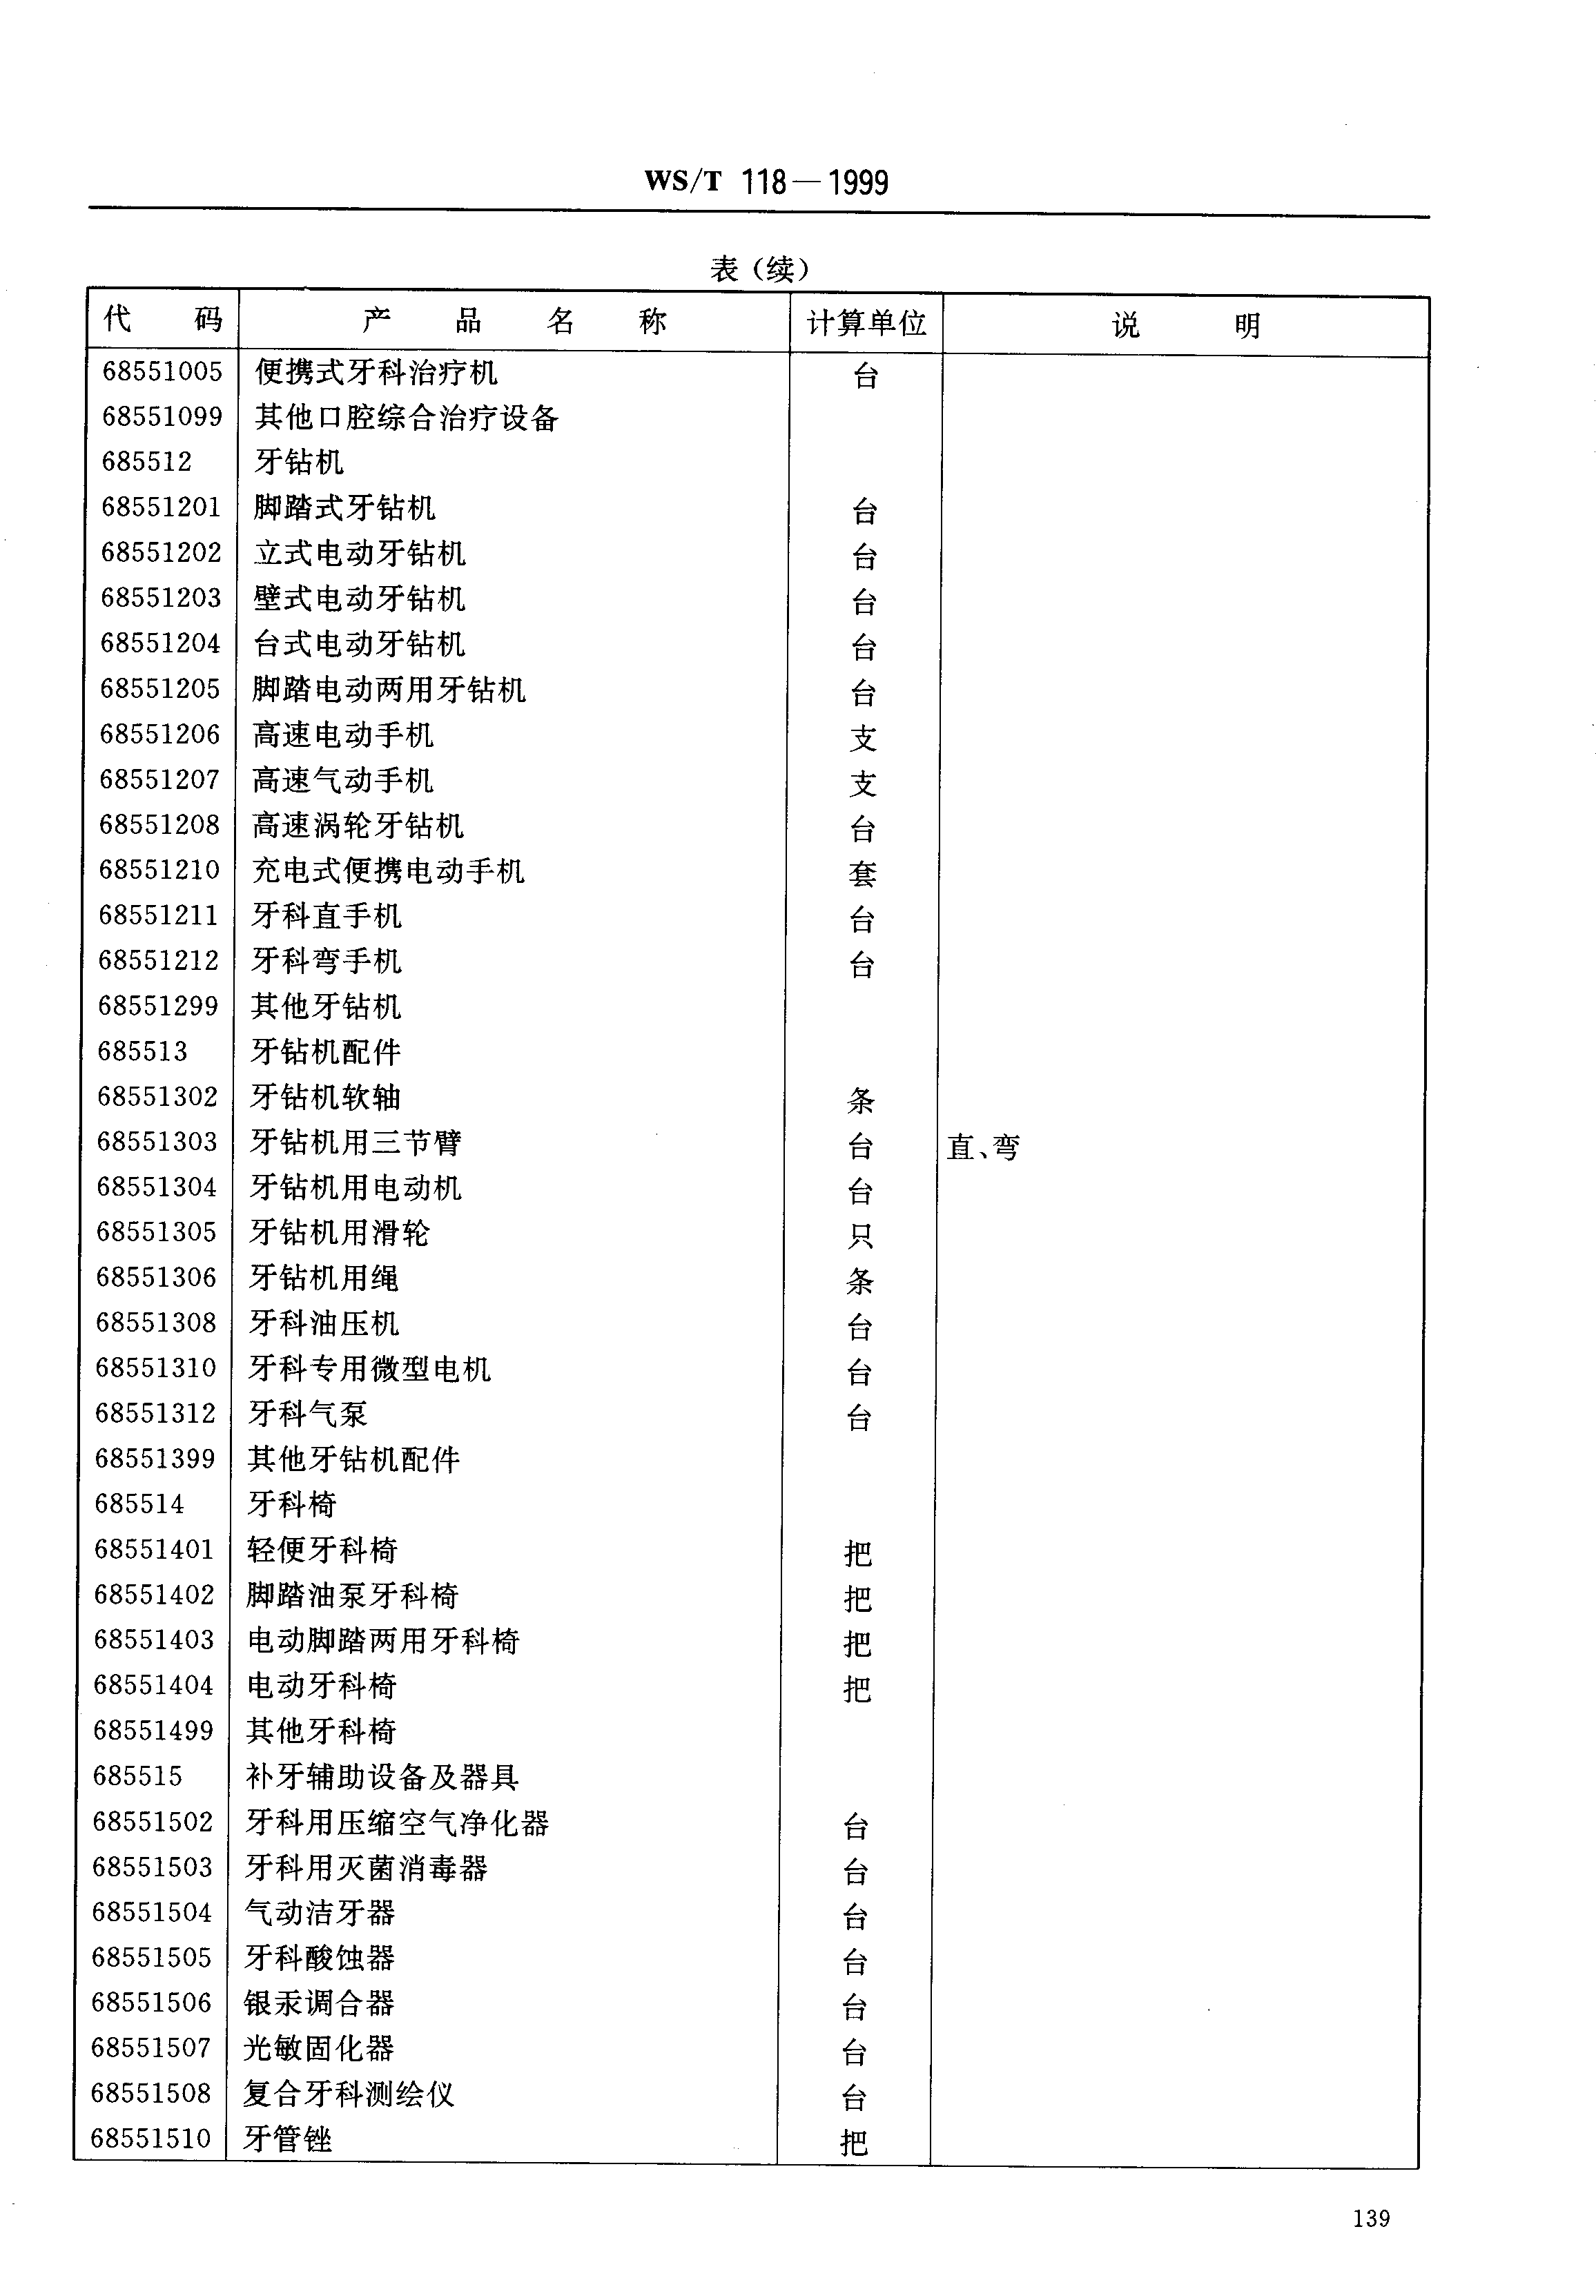 WS/T 118—1999
表（续）
代 码 产 品 名 称 计算单位 说 明
68551005 便携式牙科治疗机 台
68551099 其他口腔综合治疗设备
685512 牙钻机
68551201 脚踏式牙钻机 台
68551202 立式电动牙钻机 台
68551203 壁式电动牙钻机 台
68551204 台式电动牙钻机 台
68551205 脚踏电动两用牙钻机 台
68551206 高速电动手机 支
68551207 高速气动手机 支
68551208 高速涡轮牙钻机 台
68551210 充电式便携电动手机 套
68551211 牙科直手机 台
68551212 牙科弯手机 台
68551299 其他牙钻机
685513 牙钻机配件
68551302 牙钻机软轴 条
68551303 牙钻机用三节臂 台 直、弯
68551304 牙钻机用电动机 台
68551305 牙钻机用滑轮 只
68551306 牙钻机用绳 条
68551308 牙科油压机 台
68551310 牙科专用微型电机 台
68551312 牙科气泵 台
68551399 其他牙钻机配件
685514 牙科椅
68551401 轻便牙科椅 把
68551402 脚踏油泵牙科椅 把
68551403 电动脚踏两用牙科椅 把
68551404 电动牙科椅 把
68551499 其他牙科椅
685515 补牙辅助设备及器具
68551502 牙科用压缩空气净化器 台
68551503 牙科用灭菌消毒器 台
68551504 气动洁牙器 台
68551505 牙科酸蚀器 台
68551506 银汞调合器 台
68551507 光敏固化器 台
68551508 复合牙科测绘仪 台
68551510 牙管锉 把
139